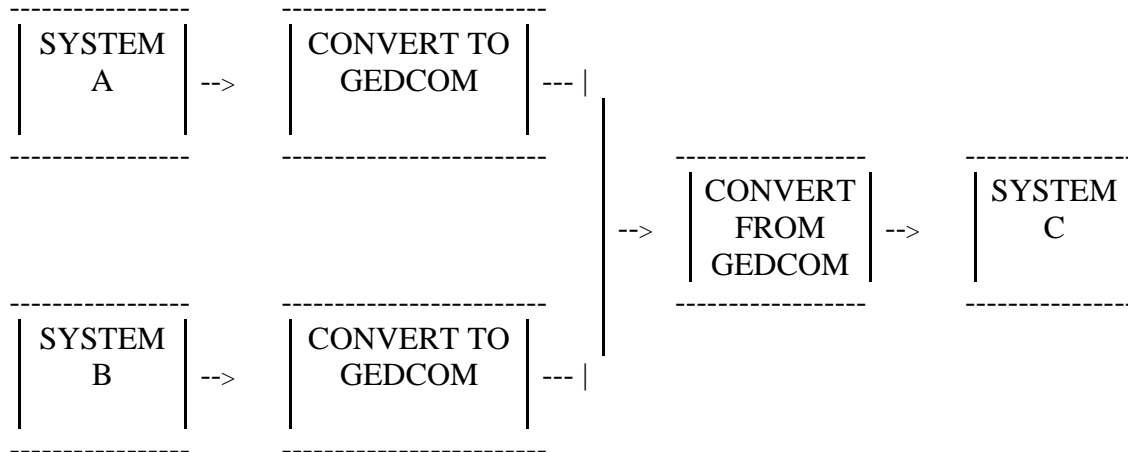 SYSTEM
A
-->
CONVERT TO
GEDCOM
--- |
SYSTEM
B
-->
CONVERT TO
GEDCOM
--- |
-->
CONVERT
FROM
GEDCOM
-->
SYSTEM
C